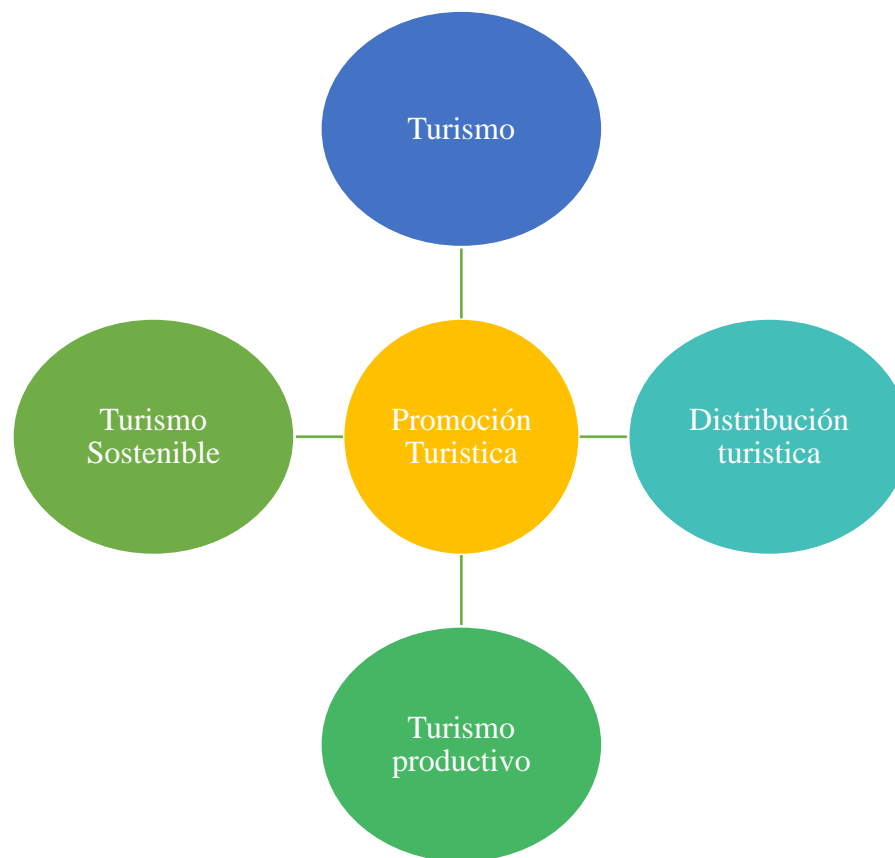 Turismo
Turismo
Sostenible
Promoción
Turistica
Distribución
turistica
Turismo
productivo